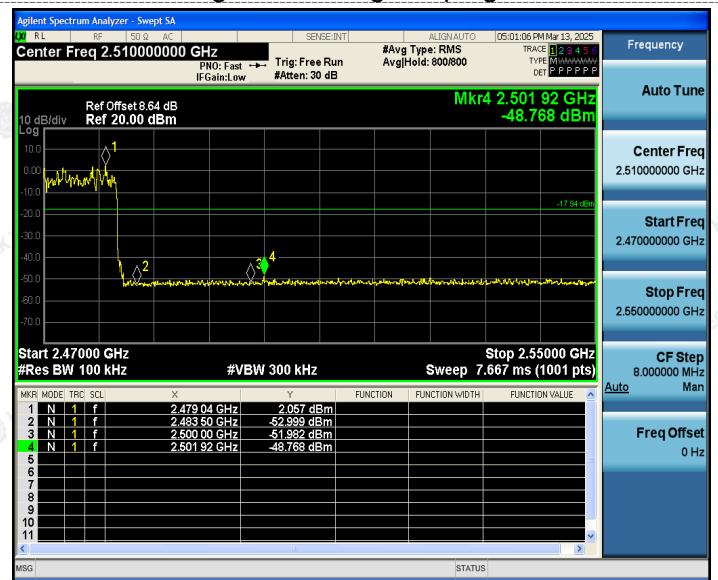 Agilent Spectrum Analyzer - Swept SA
LXI RL RF 50 Ω AC SENSE:INT ALIGNAUTO 05:01:06 PM Mar 13, 2025
Center Freq 2.510000000 GHz #Avg Type: RMS TRACE 1 2 3 4 5 6
PNO: Fast Trig: Free Run Avg|Hold: 800/800 TYPE M WWWWW
IFGain:Low #Atten: 30 dB DET P P P P P P
Mkr4 2.501 92 GHz
Ref Offset 8.64 dB
10 dB/div Ref 20.00 dBm -48.768 dBm
Log
10.0
0.00
-10.0
-20.0
-30.0
-40.0
-50.0
-60.0
-70.0
1
2
3
4
-17.94 dBm
Start 2.47000 GHz Stop 2.55000 GHz
#Res BW 100 kHz #VBW 300 kHz Sweep 7.667 ms (1001 pts)
MKR MODE TRC SCL X Y FUNCTION FUNCTION WIDTH FUNCTION VALUE
1 N 1 f 2.479 04 GHz 2.057 dBm
2 N 1 f 2.483 50 GHz -52.999 dBm
3 N 1 f 2.500 00 GHz -51.982 dBm
4 N 1 f 2.501 92 GHz -48.768 dBm
5
6
7
8
9
10
11
MSG STATUS
Frequency
Auto Tune
Center Freq
2.510000000 GHz
Start Freq
2.470000000 GHz
Stop Freq
2.550000000 GHz
CF Step
8.000000 MHz
Auto Man
Freq Offset
0 Hz